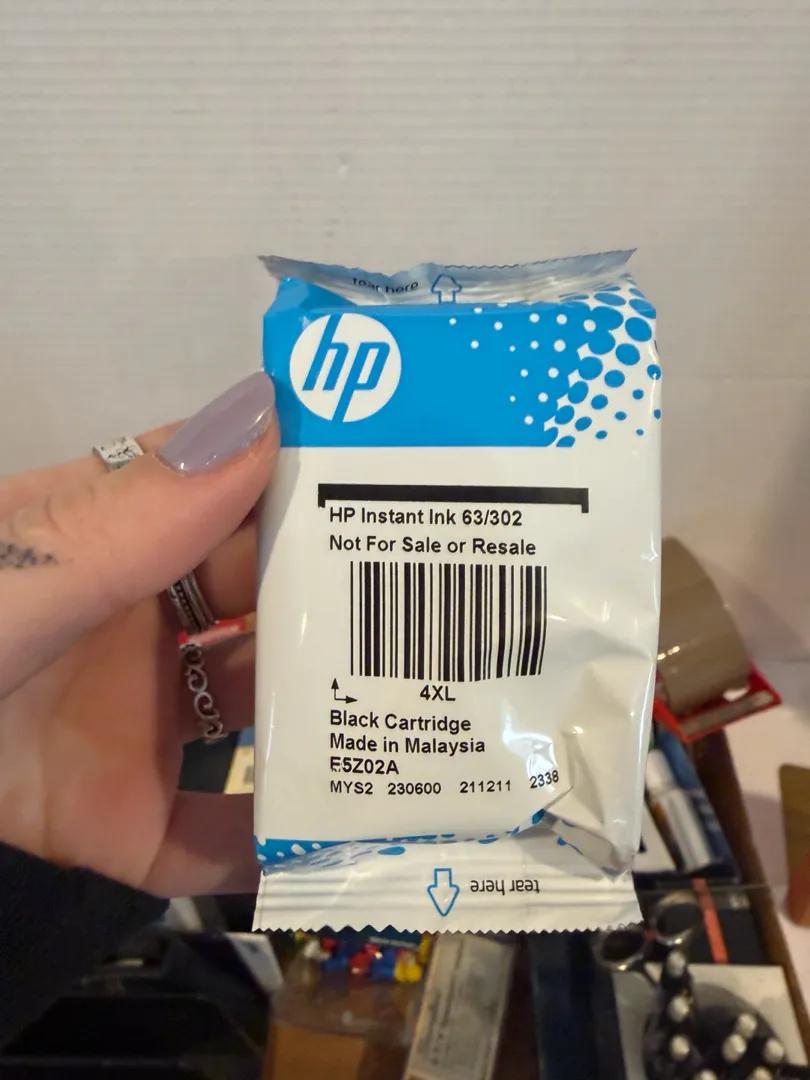 tear here
hp
HP Instant Ink 63/302
Not For Sale or Resale
4XL
Black Cartridge
Made in Malaysia
E5Z02A
MYS2 230600 211211 2338
tear here